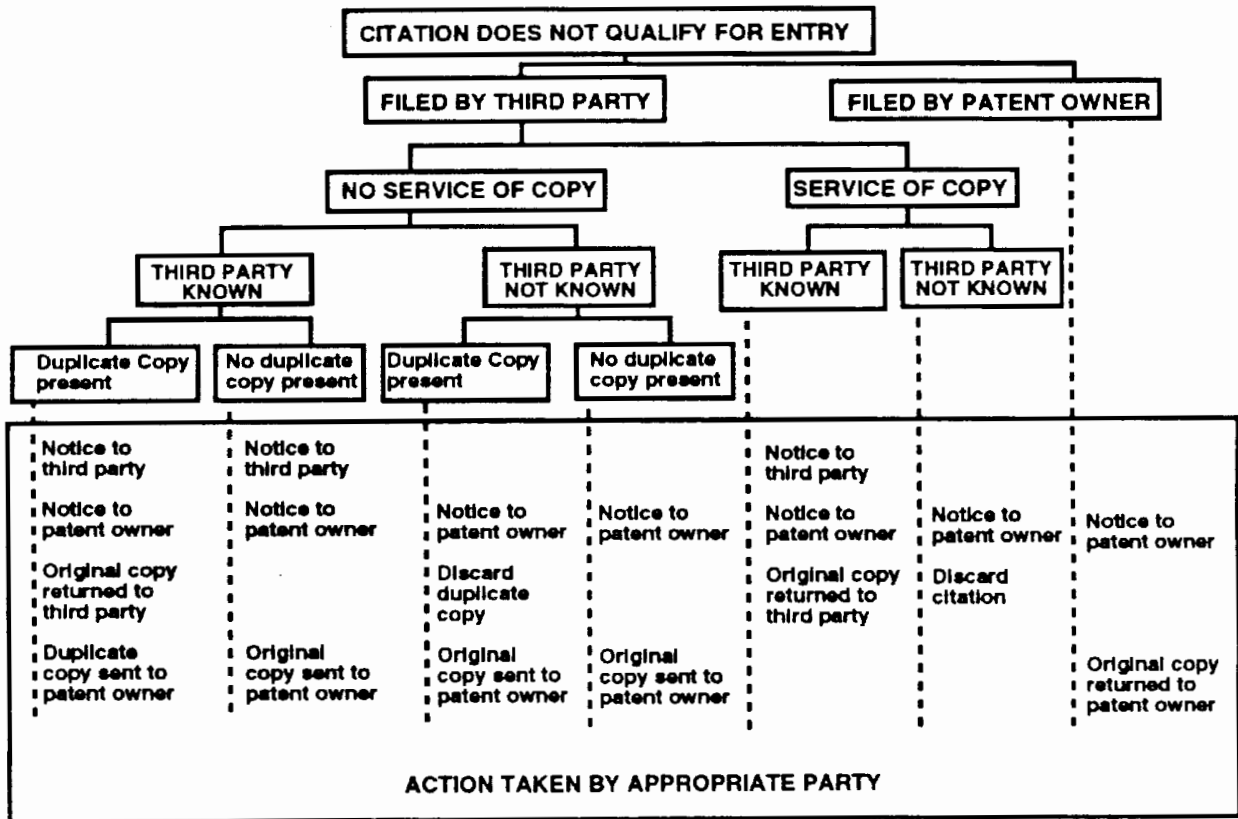 CITATION DOES NOT QUALIFY FOR ENTRY
FILED BY THIRD PARTY
FILED BY PATENT OWNER
NO SERVICE OF COPY
SERVICE OF COPY
THIRD PARTY
KNOWN
THIRD PARTY
NOT KNOWN
THIRD PARTY
KNOWN
THIRD PARTY
NOT KNOWN
Duplicate Copy
present
No duplicate
copy present
Duplicate Copy
present
No duplicate
copy present
Notice to
third party
Notice to
patent owner
Original copy
returned to
third party
Duplicate
copy sent to
patent owner
Notice to
third party
Notice to
patent owner
Original
copy sent to
patent owner
Notice to
patent owner
Discard
duplicate
copy
Original
copy sent to
patent owner
Notice to
patent owner
Original
copy sent to
patent owner
Notice to
third party
Notice to
patent owner
Original copy
returned to
third party
Notice to
patent owner
Discard
citation
Notice to
patent owner
Original copy
returned to
patent owner
ACTION TAKEN BY APPROPRIATE PARTY